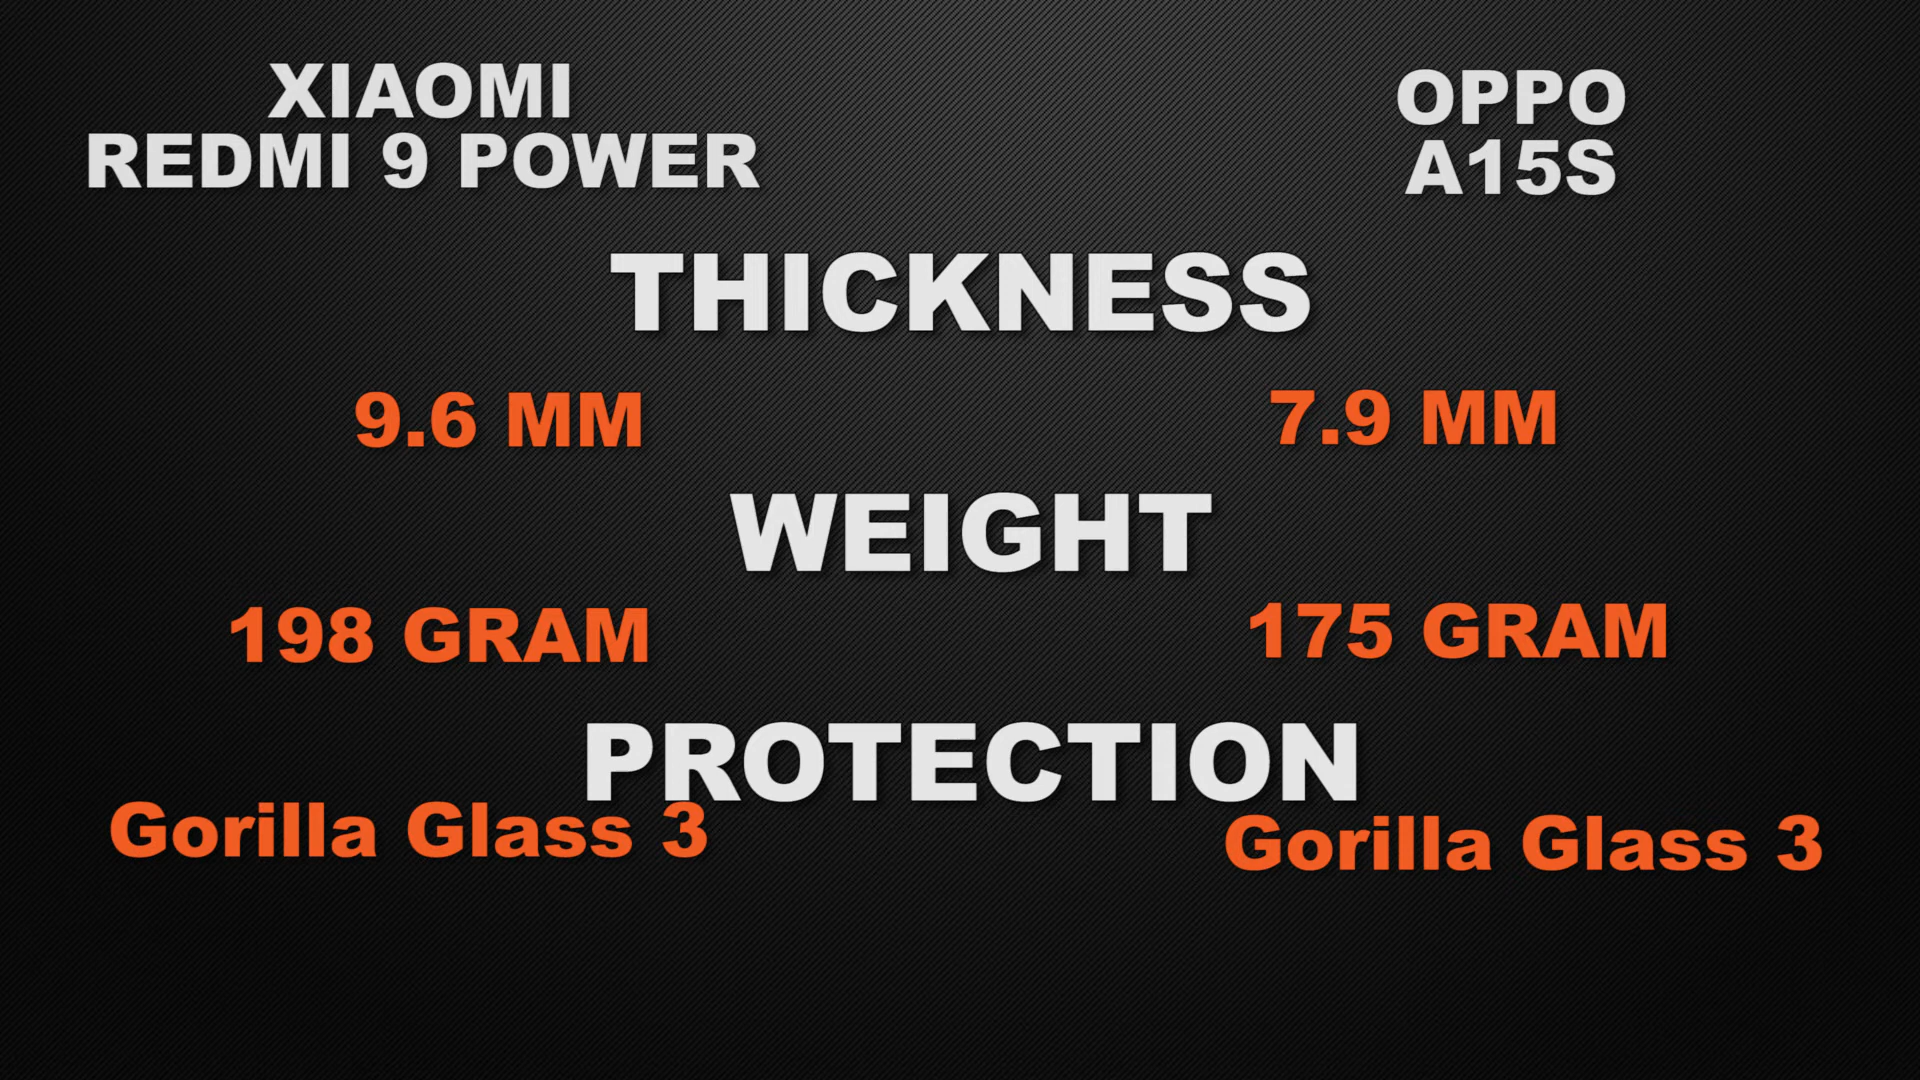 XIAOMI
REDMI 9 POWER
OPPO
A15S
THICKNESS
9.6 MM
7.9 MM
WEIGHT
198 GRAM
175 GRAM
PROTECTION
Gorilla Glass 3
Gorilla Glass 3